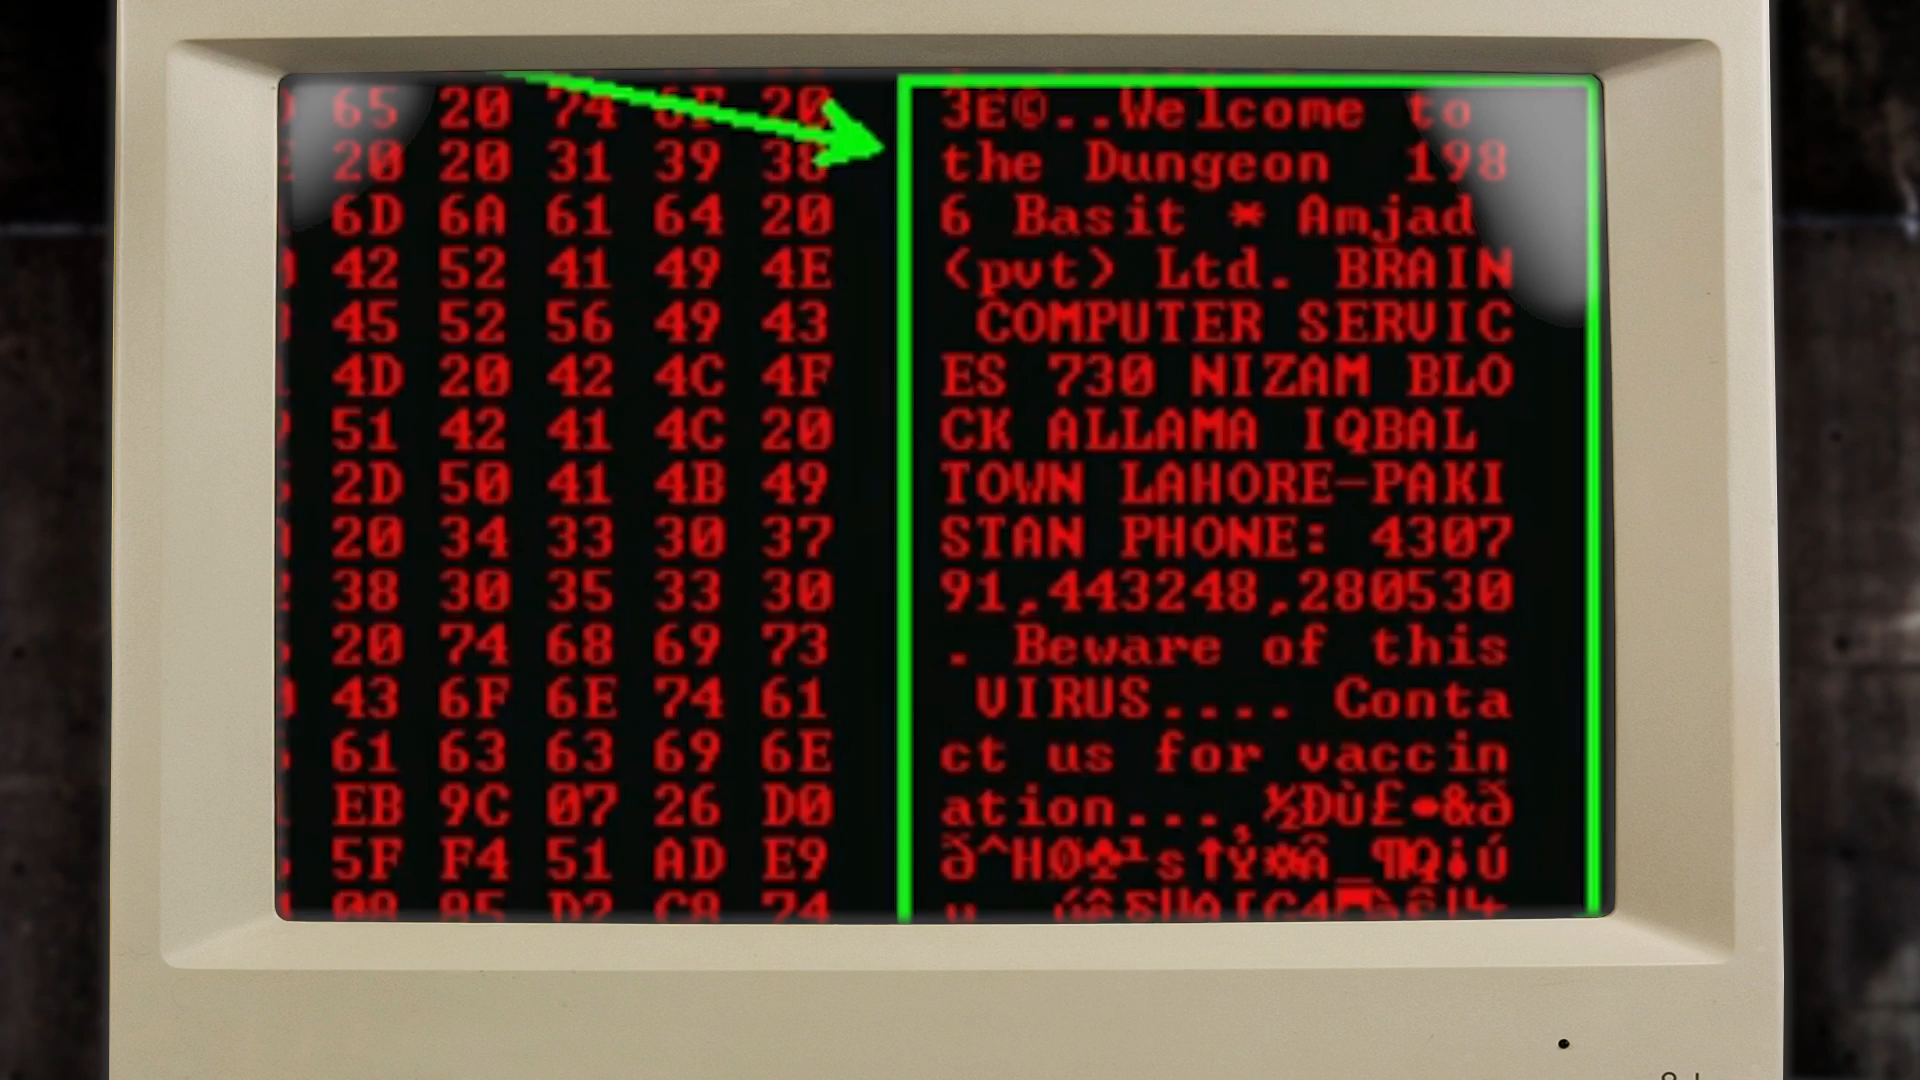 65 20 74 6F 20 3E©..Welcome to
20 20 31 39 38 the Dungeon 198
6D 6A 61 64 20 6 Basit * Amjad
42 52 41 49 4E (pvt) Ltd. BRAIN
45 52 56 49 43 COMPUTER SERVIC
4D 20 42 4C 4F ES 730 NIZAM BLO
51 42 41 4C 20 CK ALLAMA IQBAL
2D 50 41 4B 49 TOWN LAHORE-PAKI
20 34 33 30 37 STAN PHONE: 4307
38 30 35 33 30 91,443248,280530
20 74 68 69 73 . Beware of this
43 6F 6E 74 61 VIRUS.... Conta
61 63 63 69 6E ct us for vaccin
EB 9C 07 26 D0 ation...
5F F4 51 AD E9
08 85 D2 C8 74